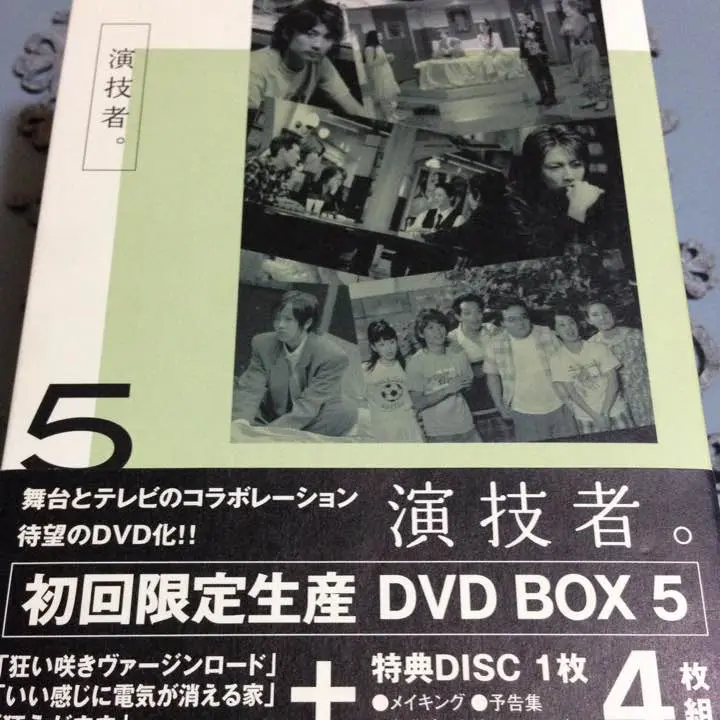 演技者。
5
舞台とテレビのコラボレーション
待望のDVD化!!
演技者。
初回限定生産 DVD BOX 5
「狂い咲きヴァージンロード」
「いい感じに電気が消える家」
+
特典DISC 1枚
●メイキング ●予告集
4枚組